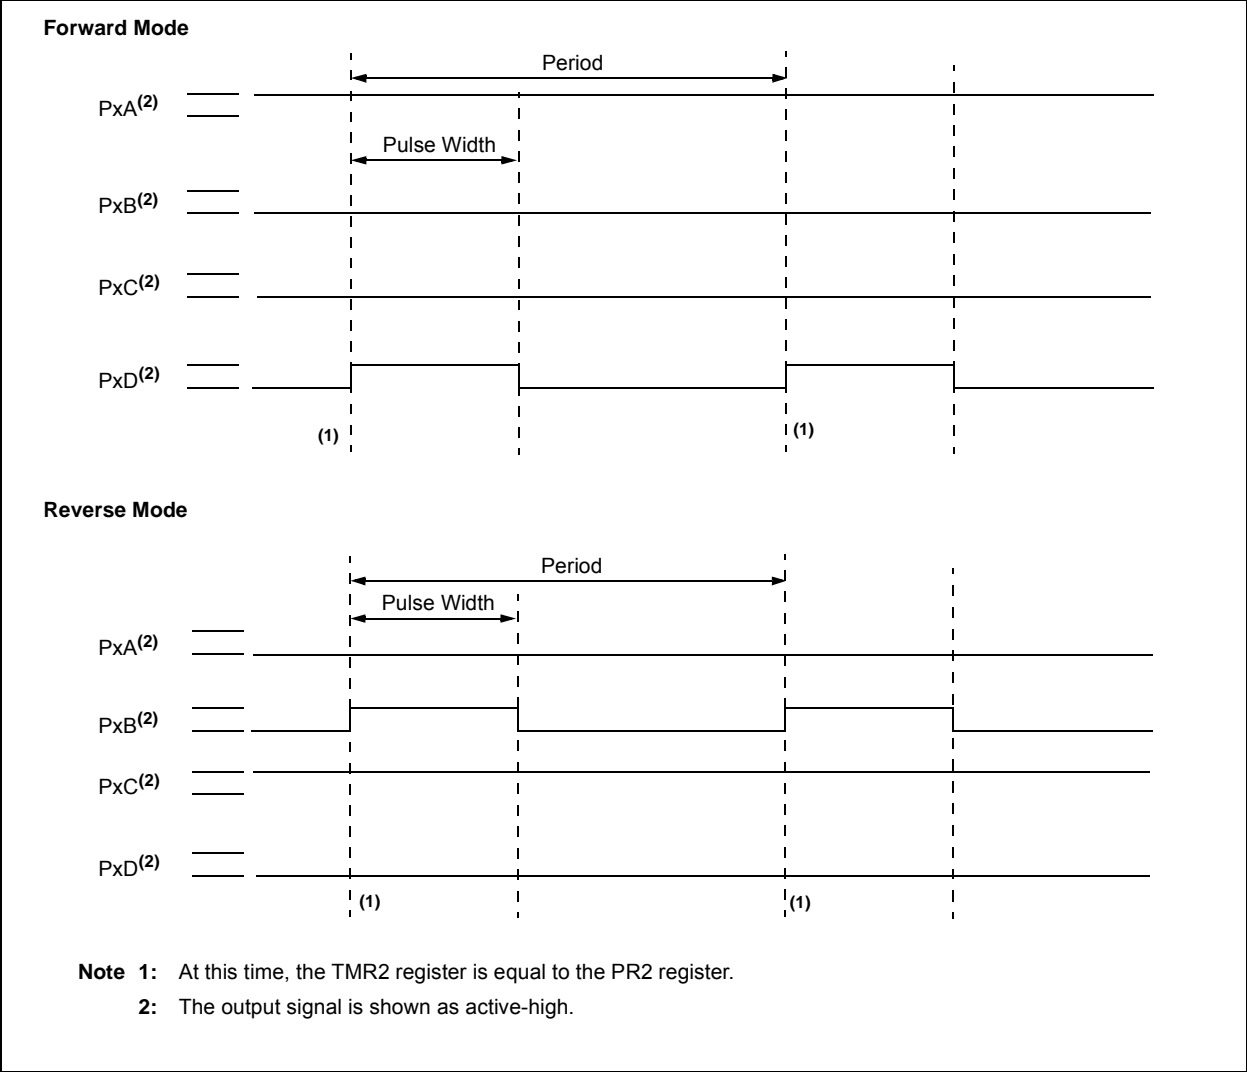 Forward Mode
Period
PxA(2)
Pulse Width
PxB(2)
PxC(2)
PxD(2)
(1) (1)
Reverse Mode
Period
Pulse Width
PxA(2)
PxB(2)
PxC(2)
PxD(2)
(1) (1)
Note 1: At this time, the TMR2 register is equal to the PR2 register.
2: The output signal is shown as active-high.